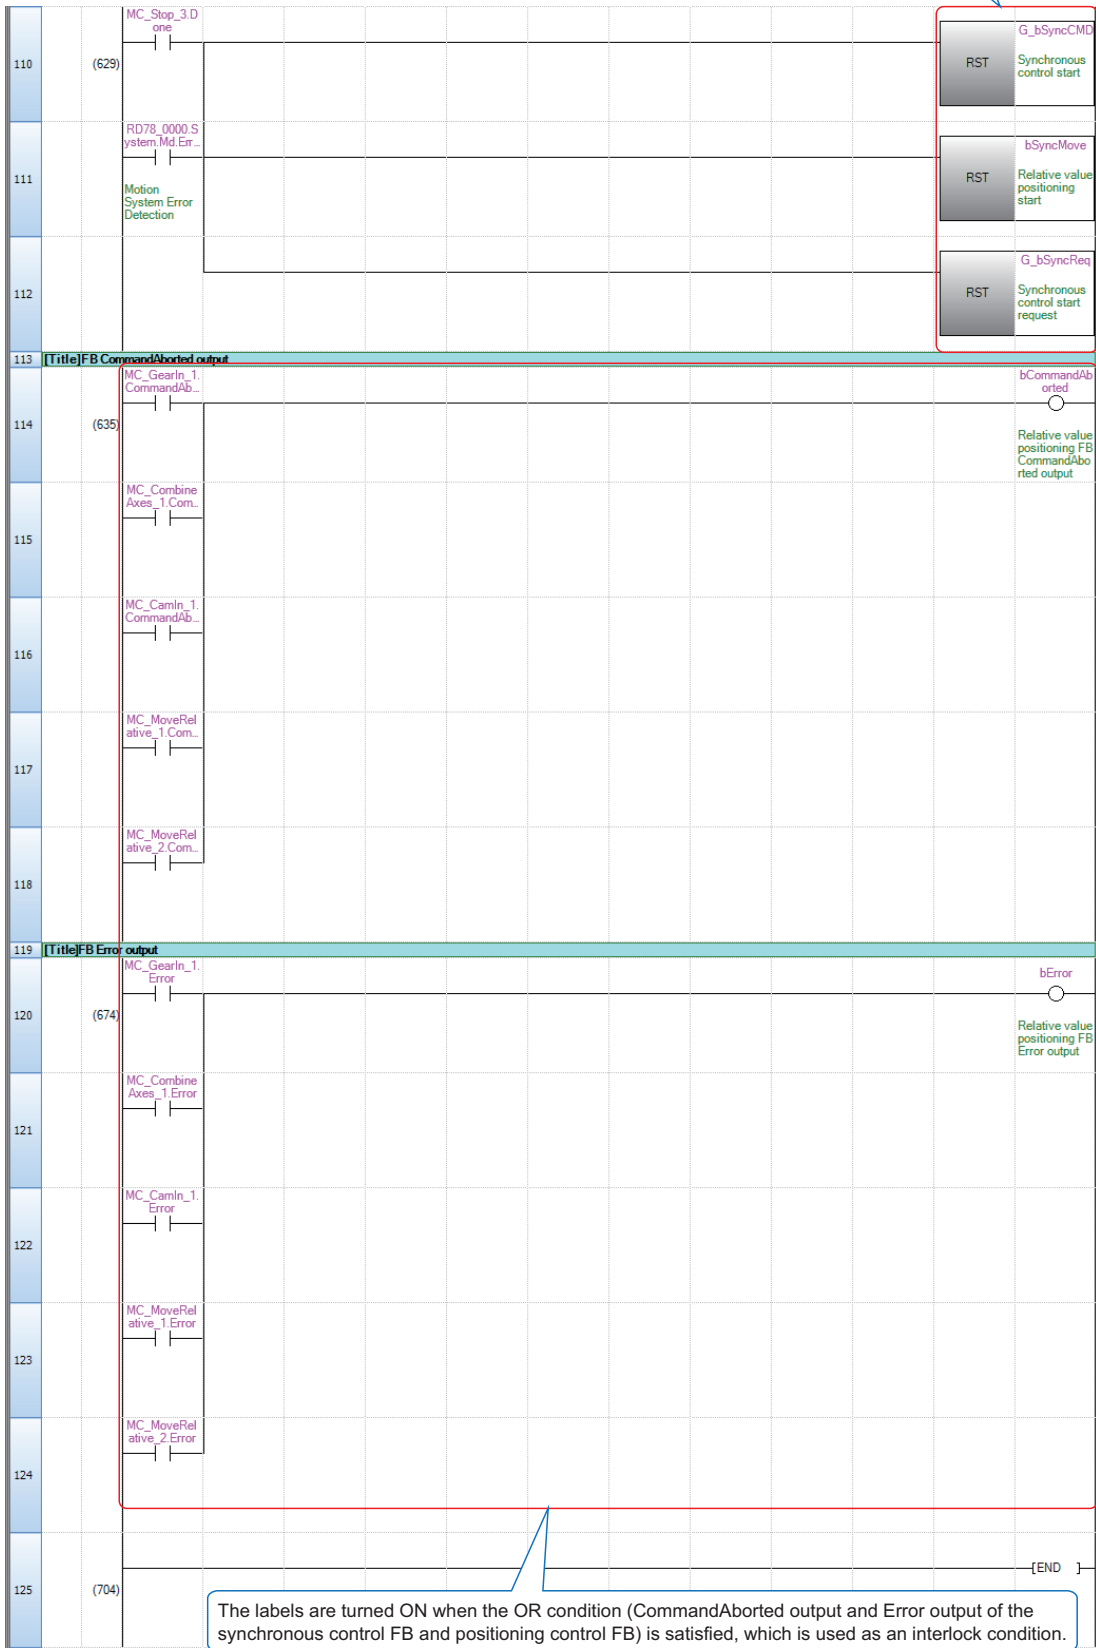 MC_Stop_3.D
one
G_bSyncCMD
110
(629)
RST
Synchronous
control start
RD78_0000.S
ystem.Md.Err...
bSyncMove
111
Motion
System Error
Detection
RST
Relative value
positioning
start
G_bSyncReq
112
RST
Synchronous
control start
request
113 [Title]FB CommandAborted output
MC_GearIn_1.
CommandAb...
bCommandAb
orted
114
(635)
Relative value
positioning FB
CommandAbo
rted output
MC_Combine
Axes_1.Com...
115
MC_CamIn_1.
CommandAb...
116
MC_MoveRel
ative_1.Com...
117
MC_MoveRel
ative_2.Com...
118
119 [Title]FB Error output
MC_GearIn_1.
Error
bError
120
(674)
Relative value
positioning FB
Error output
MC_Combine
Axes_1.Error
121
MC_CamIn_1.
Error
122
MC_MoveRel
ative_1.Error
123
MC_MoveRel
ative_2.Error
124
125
(704)
[END ]
The labels are turned ON when the OR condition (CommandAborted output and Error output of the
synchronous control FB and positioning control FB) is satisfied, which is used as an interlock condition.